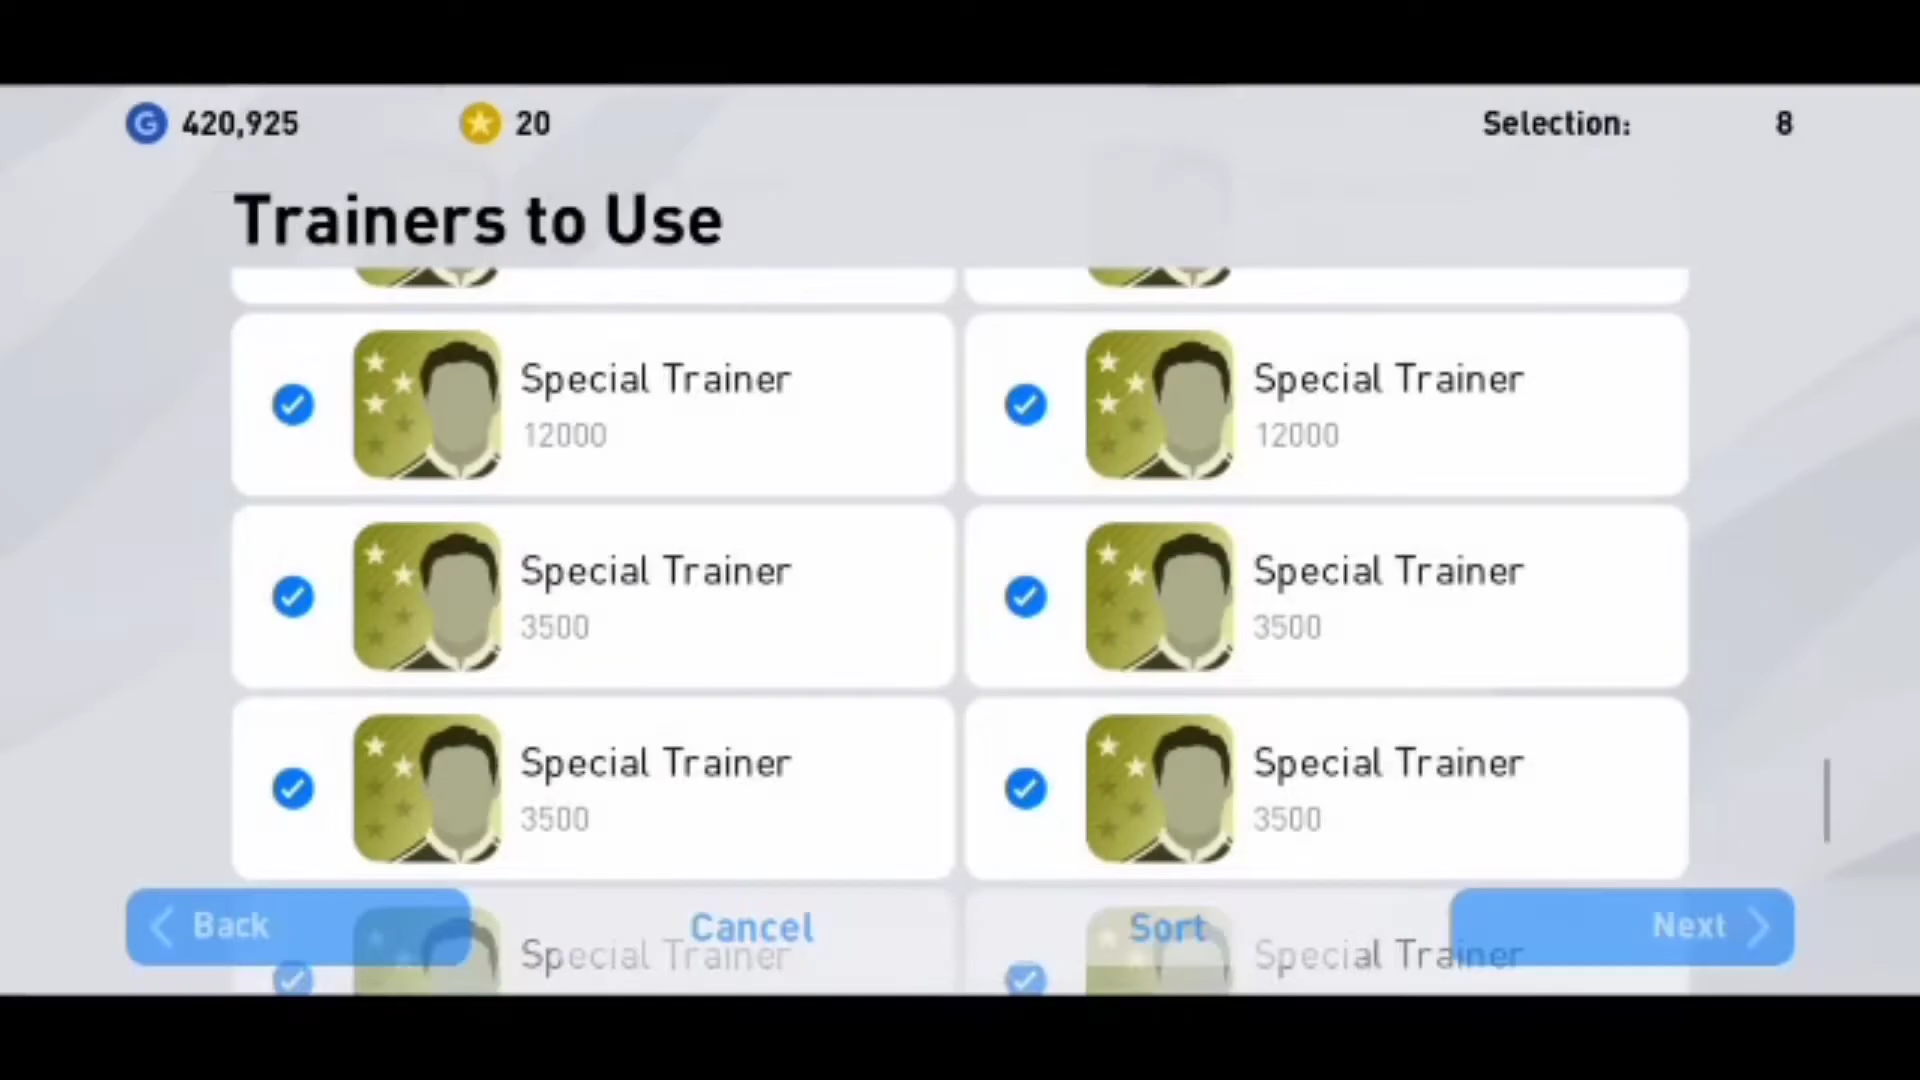 G 420,925 20 Selection: 8
Trainers to Use
Special Trainer Special Trainer
12000 12000
Special Trainer Special Trainer
3500 3500
Special Trainer Special Trainer
3500 3500
Back Cancel Sort Next
Special Trainer Special Trainer